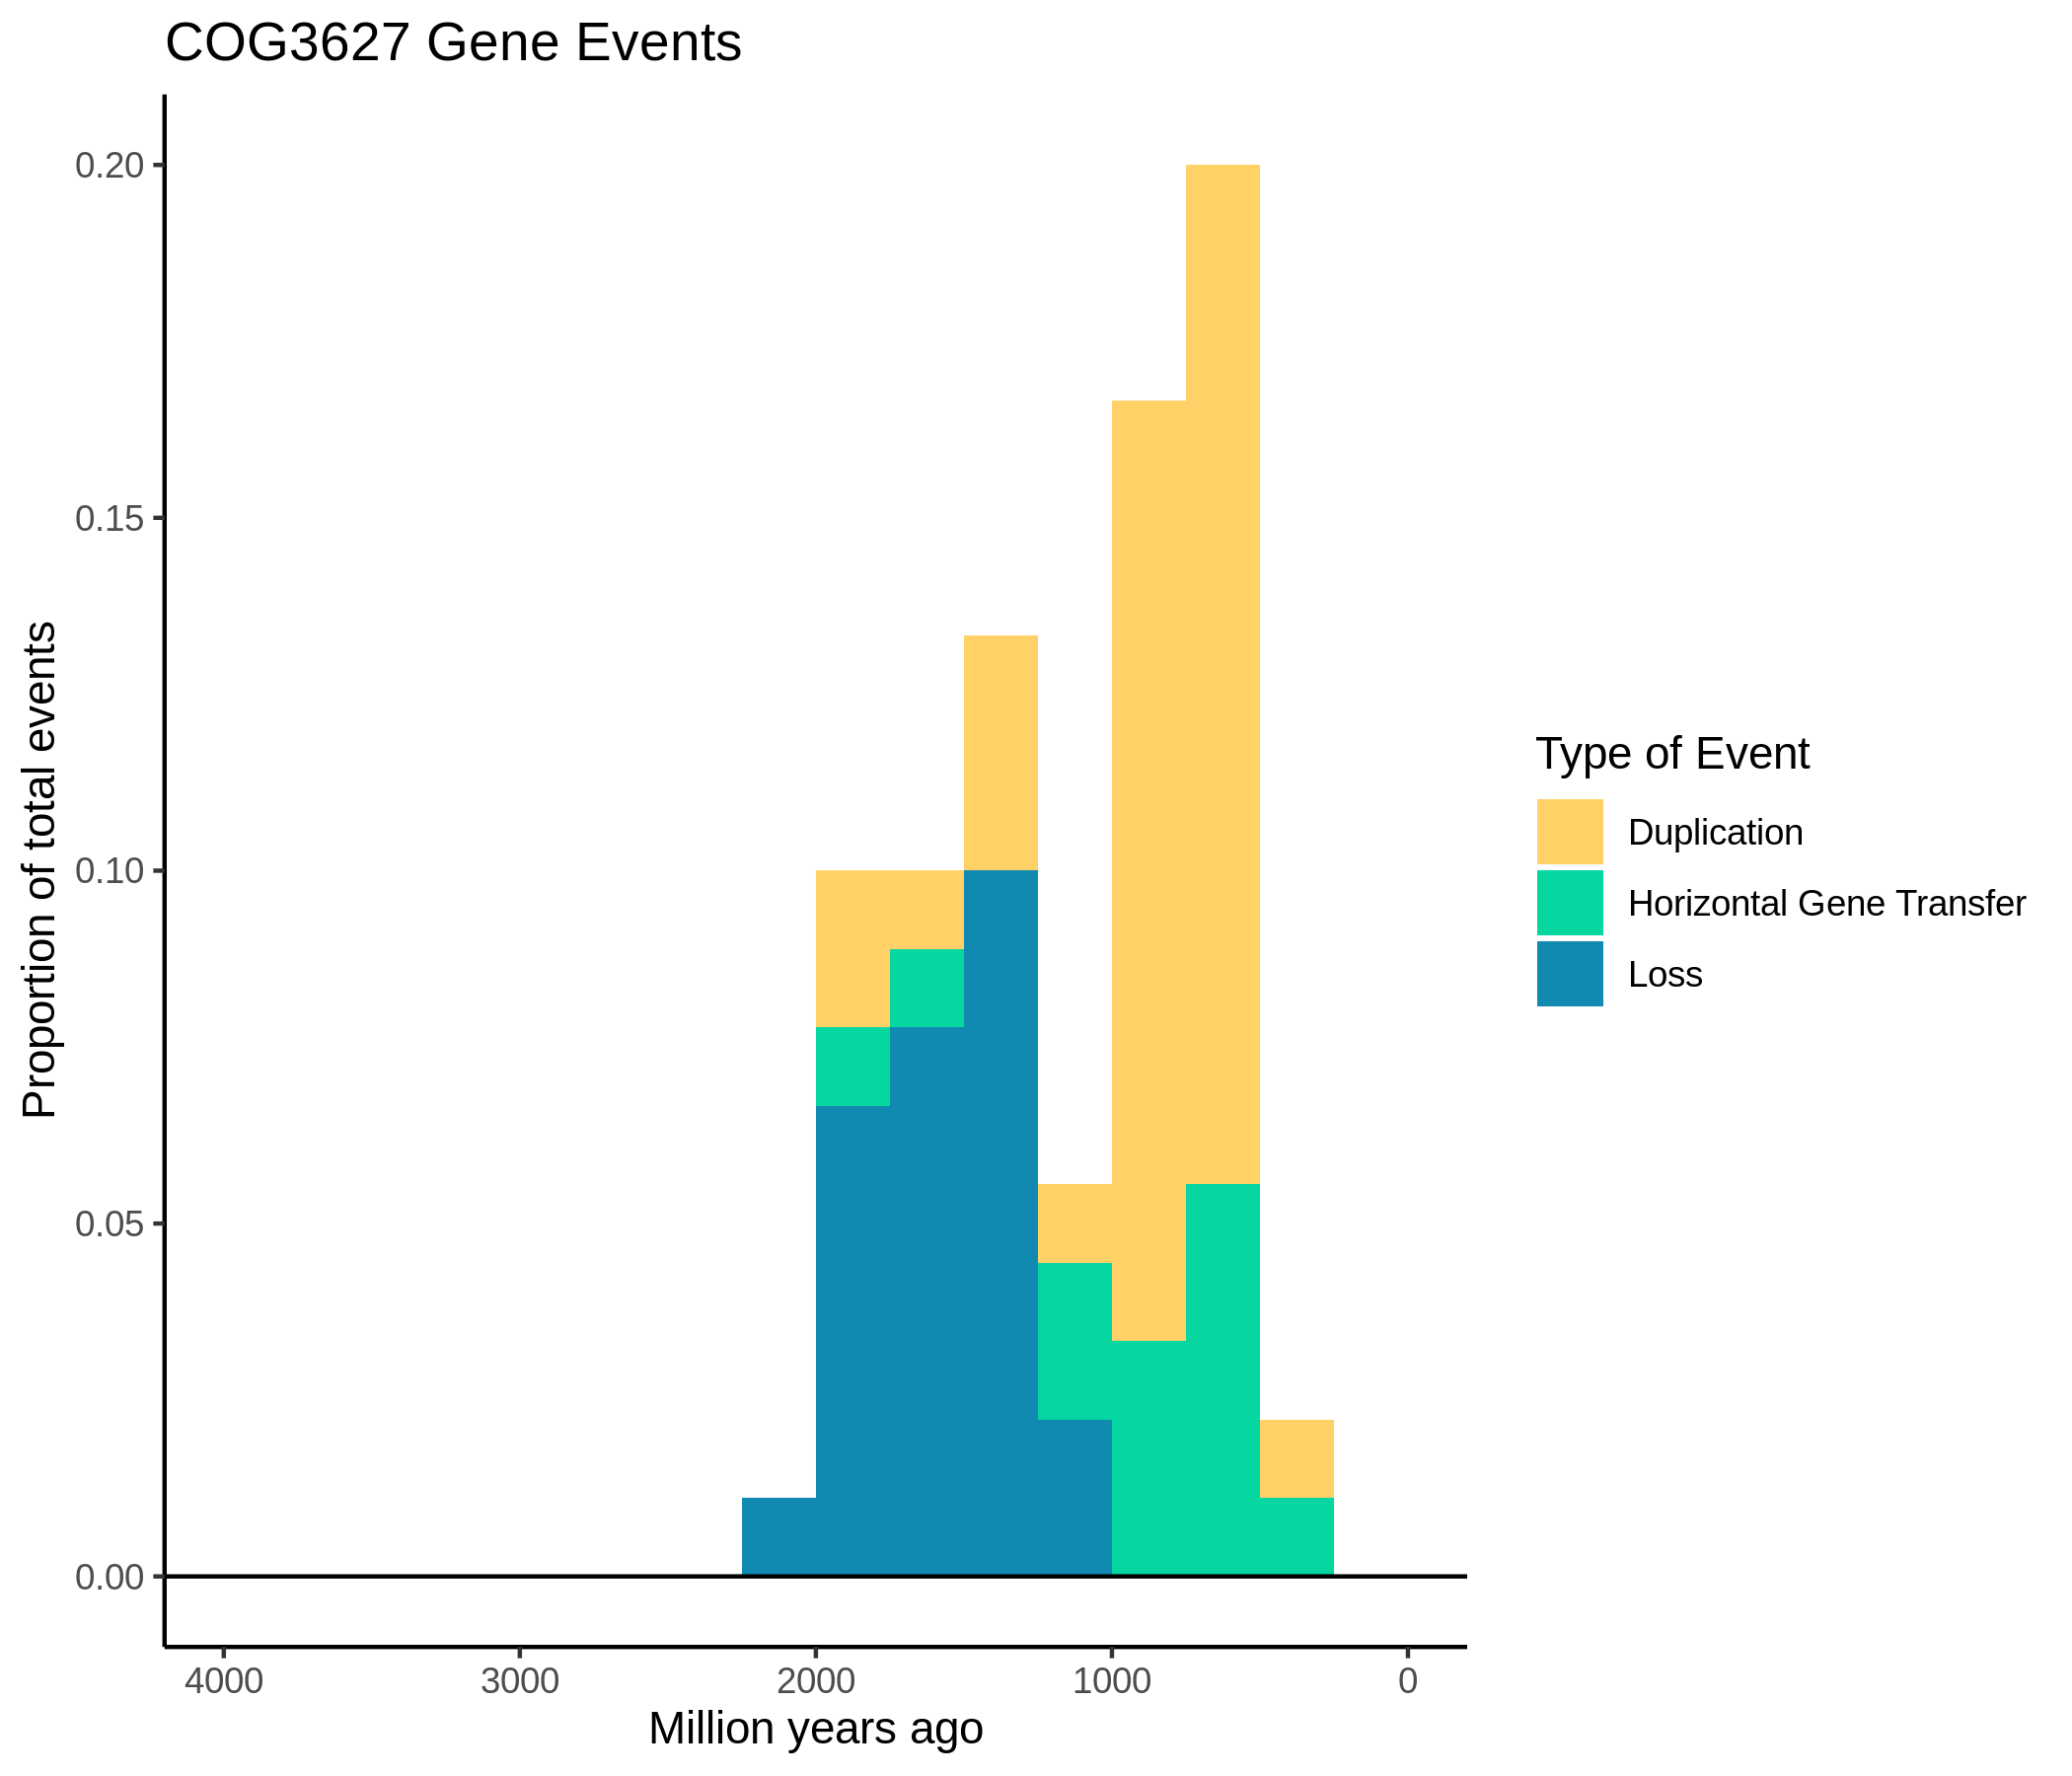 COG3627 Gene Events
0.20
0.15
0.10
0.05
0.00
Proportion of total events
4000 3000 2000 1000 0
Million years ago
Type of Event
Duplication
Horizontal Gene Transfer
Loss